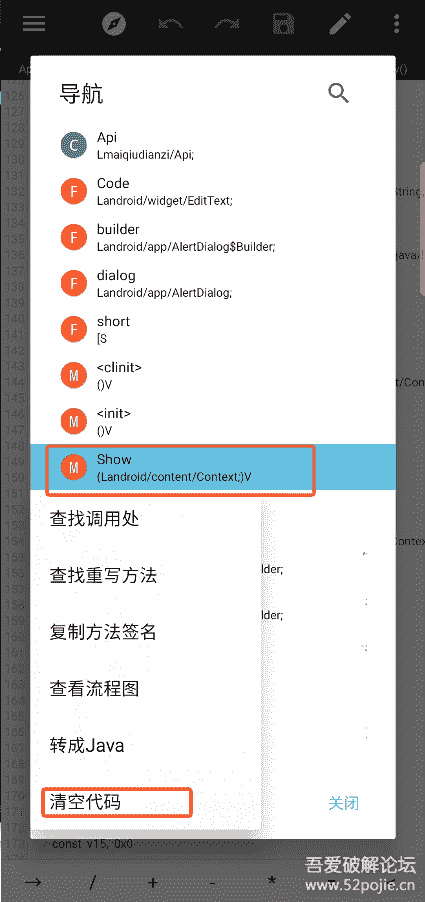 导航
Api
Lmaiqiudianzi/Api;
Code
Landroid/widget/EditText;
builder
Landroid/app/AlertDialog$Builder;
dialog
Landroid/app/AlertDialog;
short
[S
<clinit>
()V
<init>
()V
Show
(Landroid/content/Context;)V
查找调用处
查找重写方法
复制方法签名
查看流程图
转成Java
清空代码
关闭
const v15, 0x0
→ / + - *
吾爱破解论坛
www.52pojie.cn